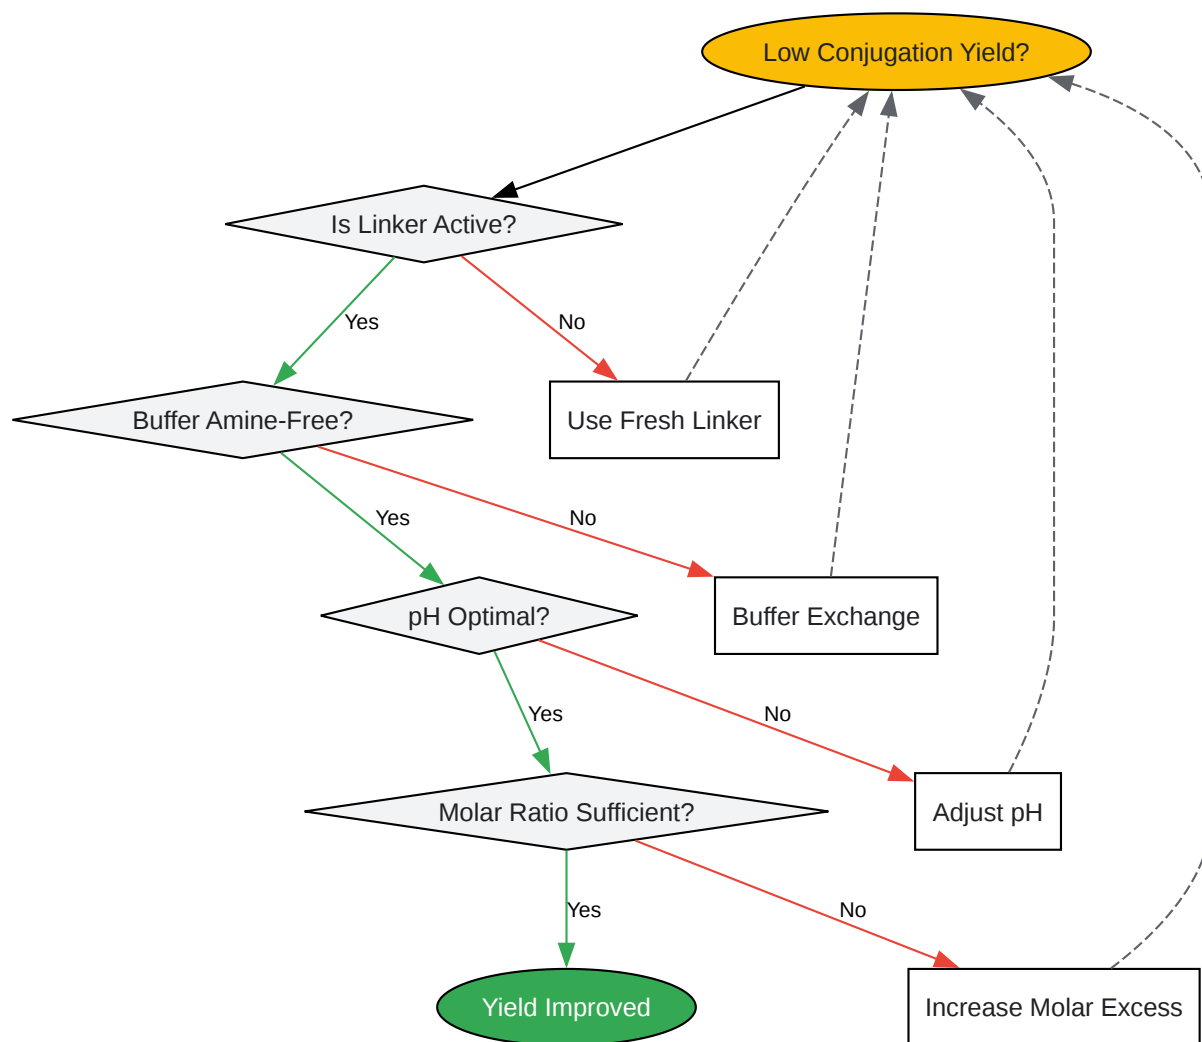 Low Conjugation Yield?
Is Linker Active?
Yes
No
Buffer Amine-Free?
Use Fresh Linker
Yes
No
pH Optimal?
Buffer Exchange
Yes
No
Molar Ratio Sufficient?
Adjust pH
Yes
No
Yield Improved
Increase Molar Excess